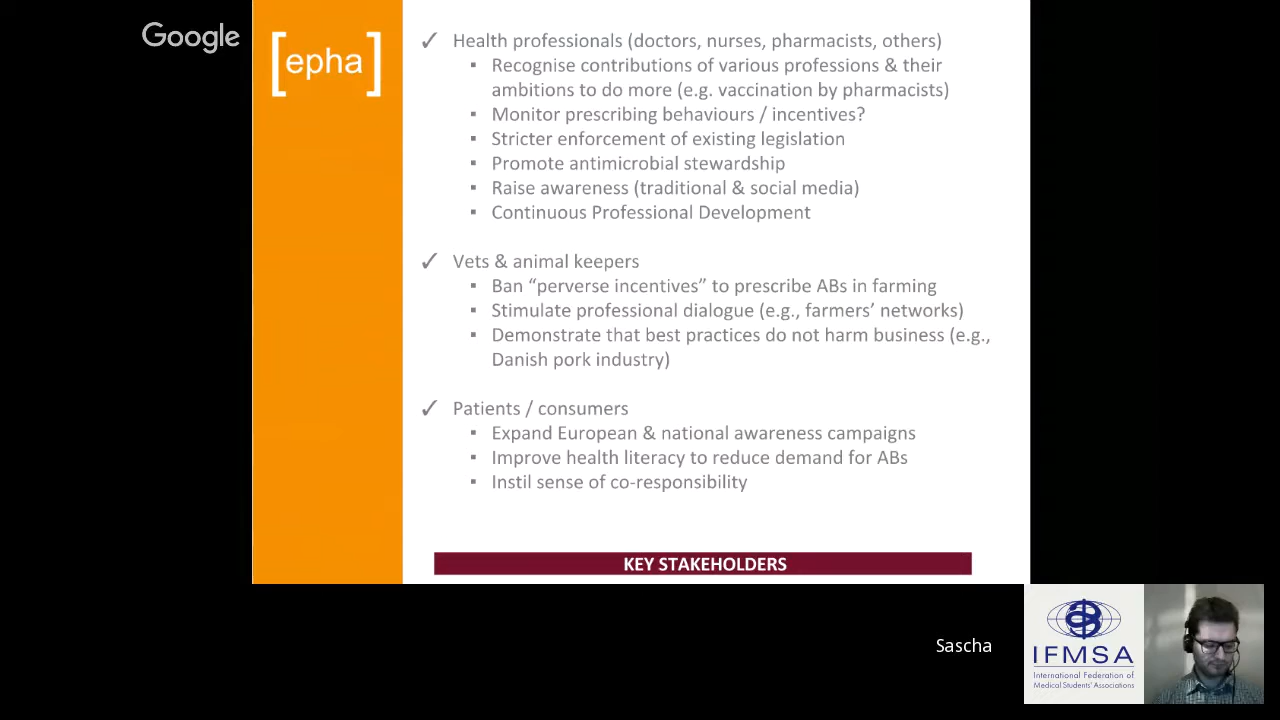 Google
[epha]
✓ Health professionals (doctors, nurses, pharmacists, others)
▪ Recognise contributions of various professions & their
ambitions to do more (e.g. vaccination by pharmacists)
▪ Monitor prescribing behaviours / incentives?
▪ Stricter enforcement of existing legislation
▪ Promote antimicrobial stewardship
▪ Raise awareness (traditional & social media)
▪ Continuous Professional Development
✓ Vets & animal keepers
▪ Ban “perverse incentives” to prescribe ABs in farming
▪ Stimulate professional dialogue (e.g., farmers’ networks)
▪ Demonstrate that best practices do not harm business (e.g.,
Danish pork industry)
✓ Patients / consumers
▪ Expand European & national awareness campaigns
▪ Improve health literacy to reduce demand for ABs
▪ Instil sense of co-responsibility
KEY STAKEHOLDERS
Sascha
IFMSA
International Federation of
Medical Students' Associations